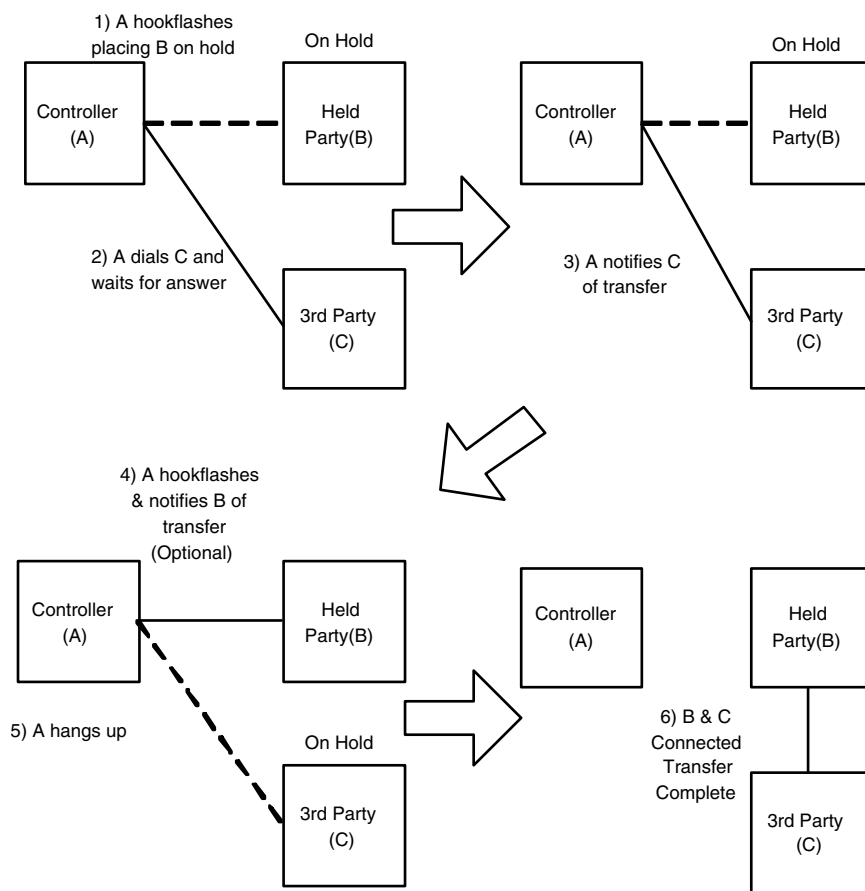 1) A hookflashes
placing B on hold
On Hold
Controller
(A)
Held
Party(B)
2) A dials C and
waits for answer
3rd Party
(C)
On Hold
Controller
(A)
Held
Party(B)
3) A notifies C
of transfer
3rd Party
(C)
4) A hookflashes
& notifies B of
transfer
(Optional)
Controller
(A)
Held
Party(B)
5) A hangs up
On Hold
3rd Party
(C)
Controller
(A)
Held
Party(B)
6) B & C
Connected
Transfer
Complete
3rd Party
(C)